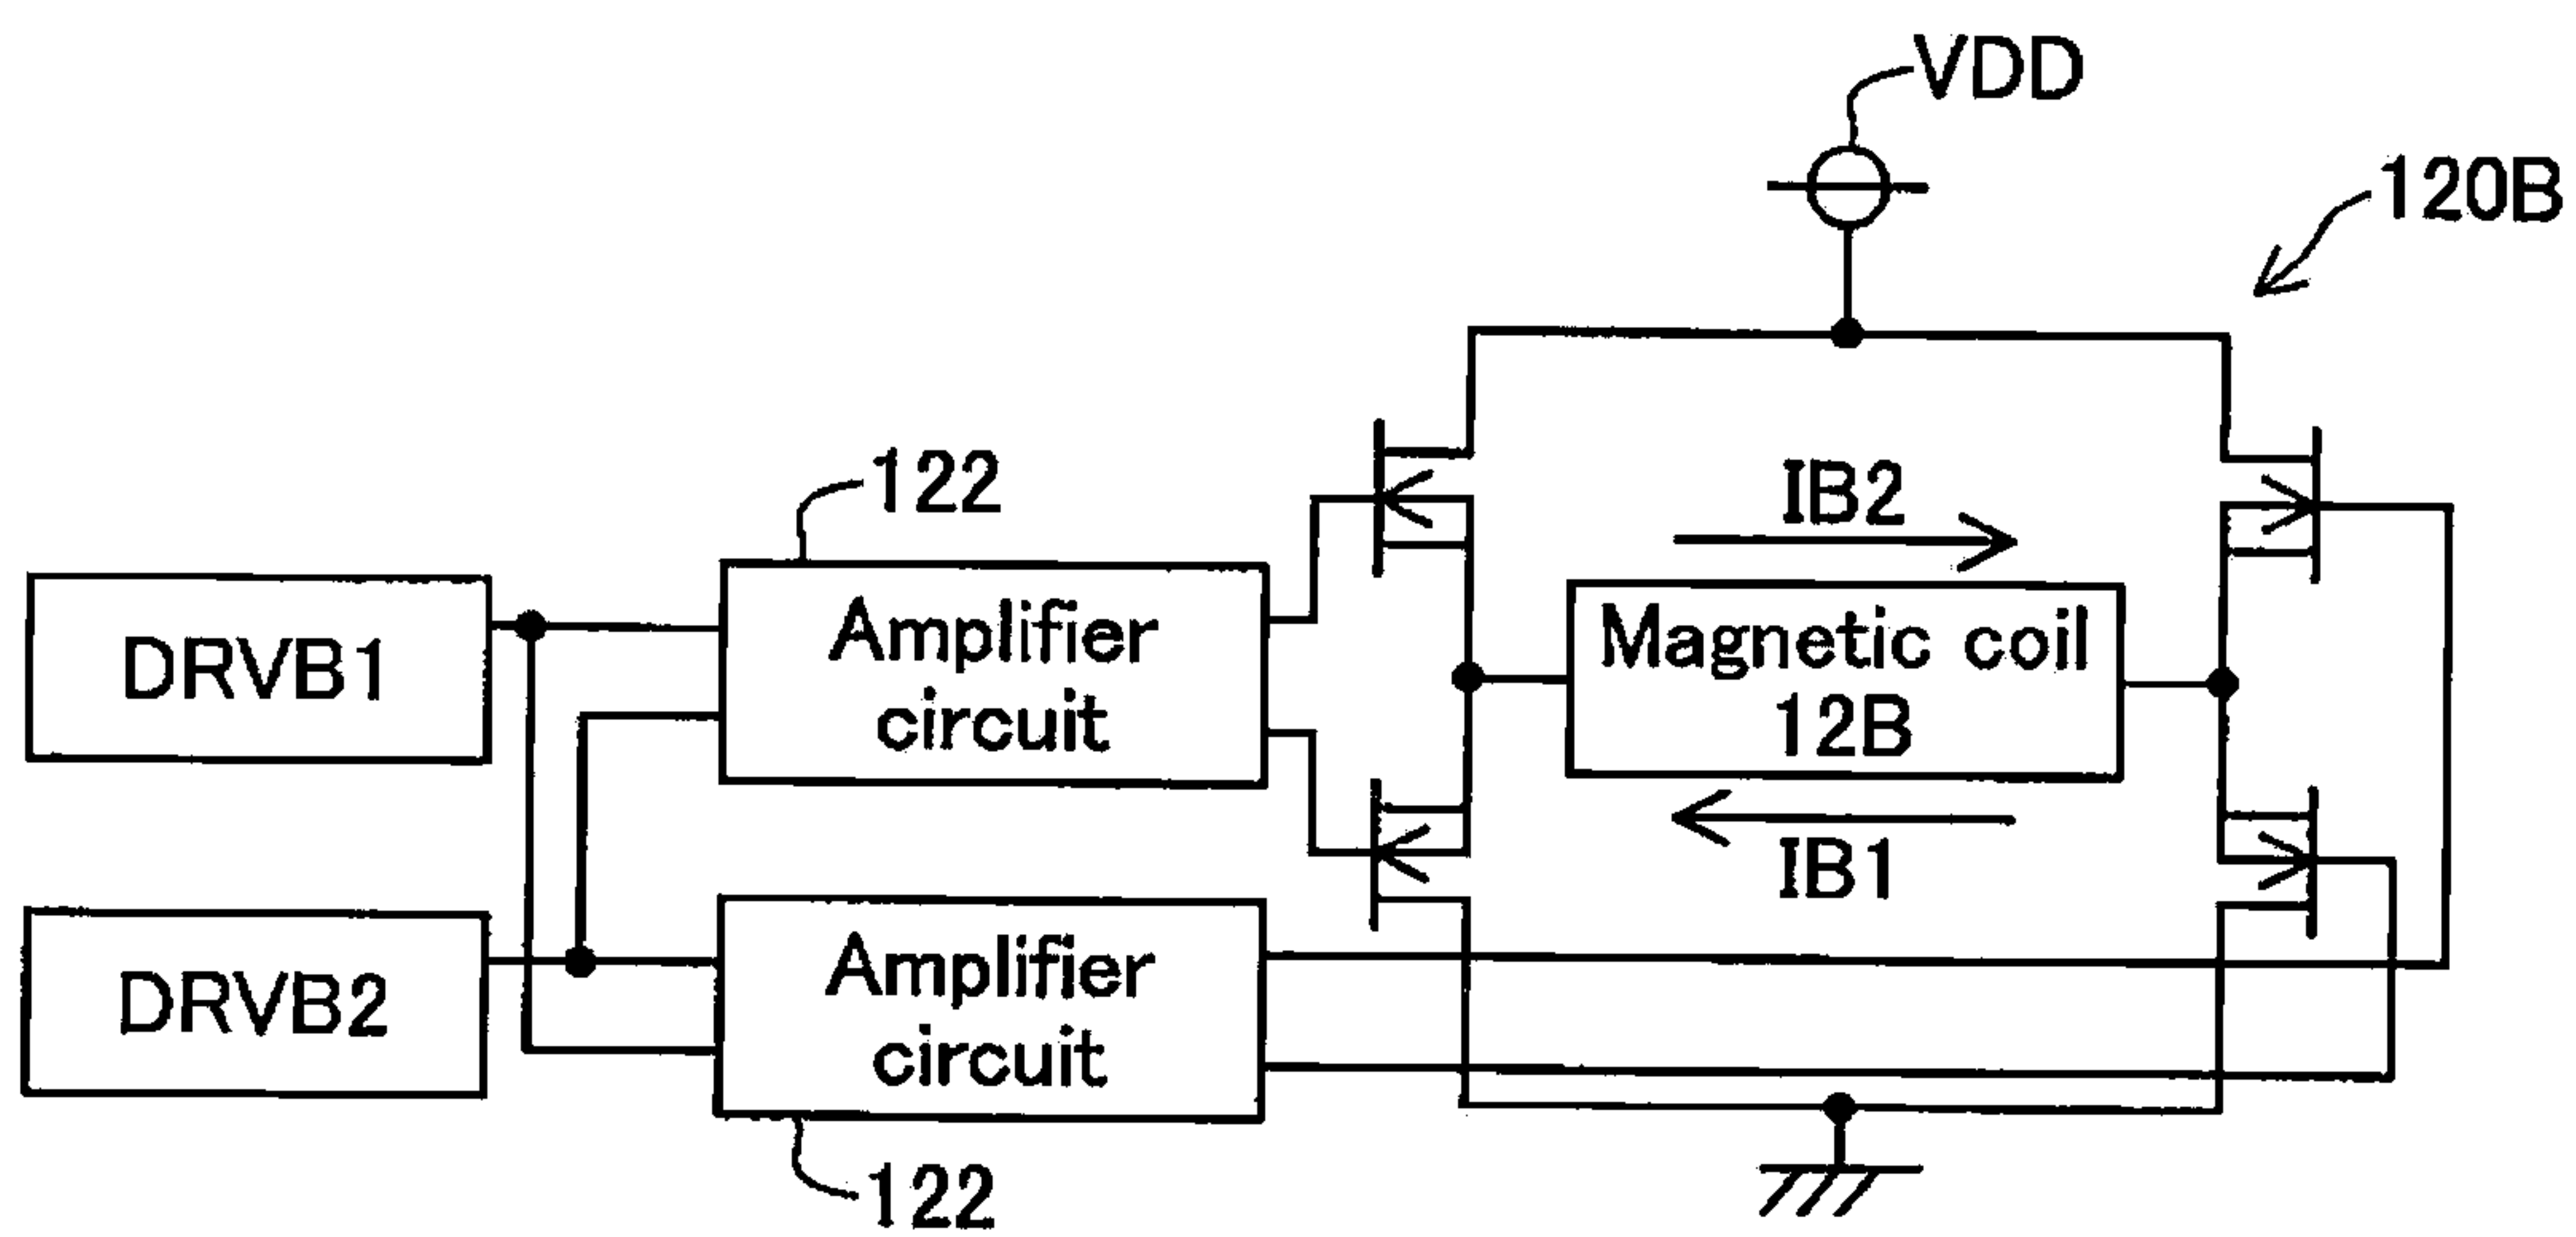 VDD
120B
122
IB2
DRVB1
Amplifier
circuit
Magnetic coil
12B
IB1
DRVB2
Amplifier
circuit
122